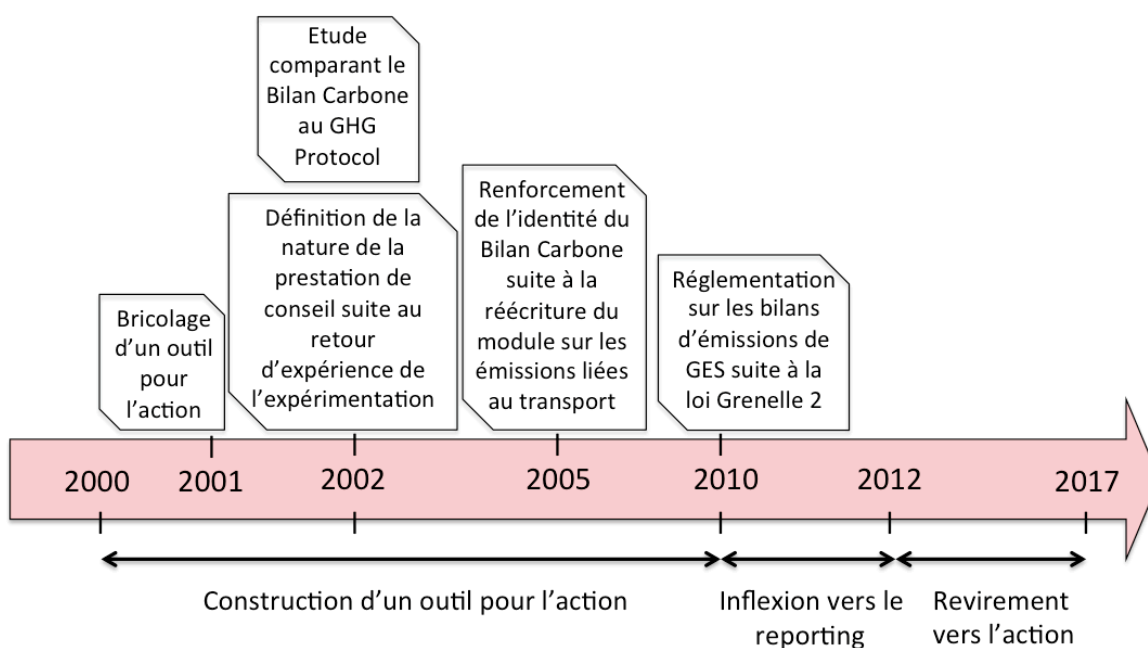 Etude
comparant le
Bilan Carbone
au GHG
Protocol
Bricolage
d'un outil
pour
l'action
Définition de la
nature de la
prestation de
conseil suite au
retour
d'expérience de
l'expérimentation
Renforcement
de l'identité du
Bilan Carbone
suite à la
réécriture du
module sur les
émissions liées
au transport
Réglementation
sur les bilans
d'émissions de
GES suite à la
loi Grenelle 2
2000 2001 2002 2005 2010 2012 2017
Construction d'un outil pour l'action
Inflexion vers le
reporting
Revirement
vers l'action